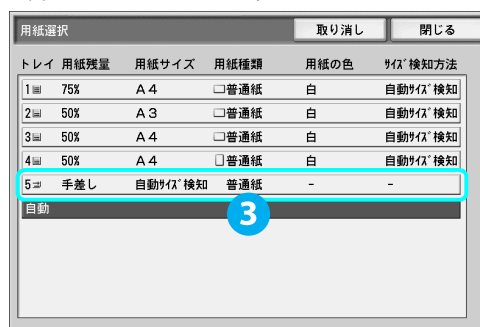 用紙選択 取り消し 閉じる
トレイ 用紙残量 用紙サイズ 用紙種類 用紙の色 ｻｲｽﾞ検知方法
1 75% A4 普通紙 白 自動ｻｲｽﾞ検知
2 50% A3 普通紙 白 自動ｻｲｽﾞ検知
3 50% A4 普通紙 白 自動ｻｲｽﾞ検知
4 50% A4 普通紙 白 自動ｻｲｽﾞ検知
5 手差し 自動ｻｲｽﾞ検知 普通紙 - -
自動
3